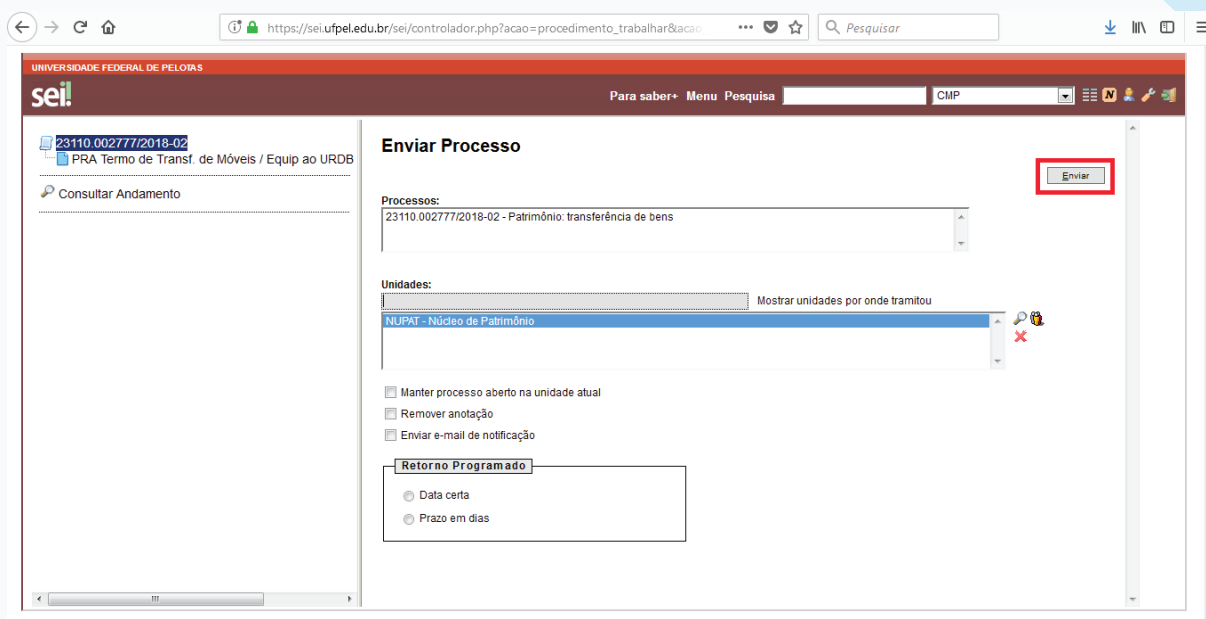 https://sei.ufpel.edu.br/sei/controlador.php?acao=procedimento_trabalhar&acao
Pesquisar
UNIVERSIDADE FEDERAL DE PELOTAS
sei!
Para saber+ Menu Pesquisa
CMP
N
23110.002777/2018-02
PRA Termo de Transf. de Móveis / Equip ao URDB
Consultar Andamento
Enviar Processo
Enviar
Processos:
23110.002777/2018-02 - Patrimônio: transferência de bens
Unidades:
Mostrar unidades por onde tramitou
NUPAT - Núcleo de Patrimônio
Manter processo aberto na unidade atual
Remover anotação
Enviar e-mail de notificação
Retorno Programado
Data certa
Prazo em dias